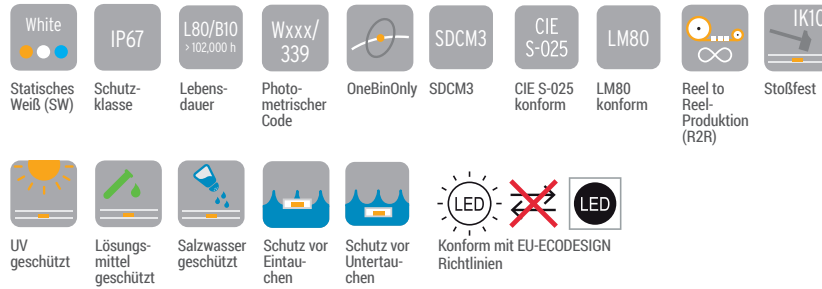 White
IP67
L80/B10
> 102,000 h
Wxxx/
339
SDCM3
CIE
S-025
LM80
IK10
Statisches
Weiß (SW)
Schutz-
klasse
Lebens-
dauer
Photo-
metrischer
Code
OneBinOnly
SDCM3
CIE S-025
konform
LM80
konform
Reel to
Reel-
Produktion
(R2R)
Stoßfest
LED
LED
UV
geschützt
Lösungs-
mittel
geschützt
Salzwasser
geschützt
Schutz vor
Eintau-
chen
Schutz vor
Untertau-
chen
Konform mit EU-ECODESIGN
Richtlinien